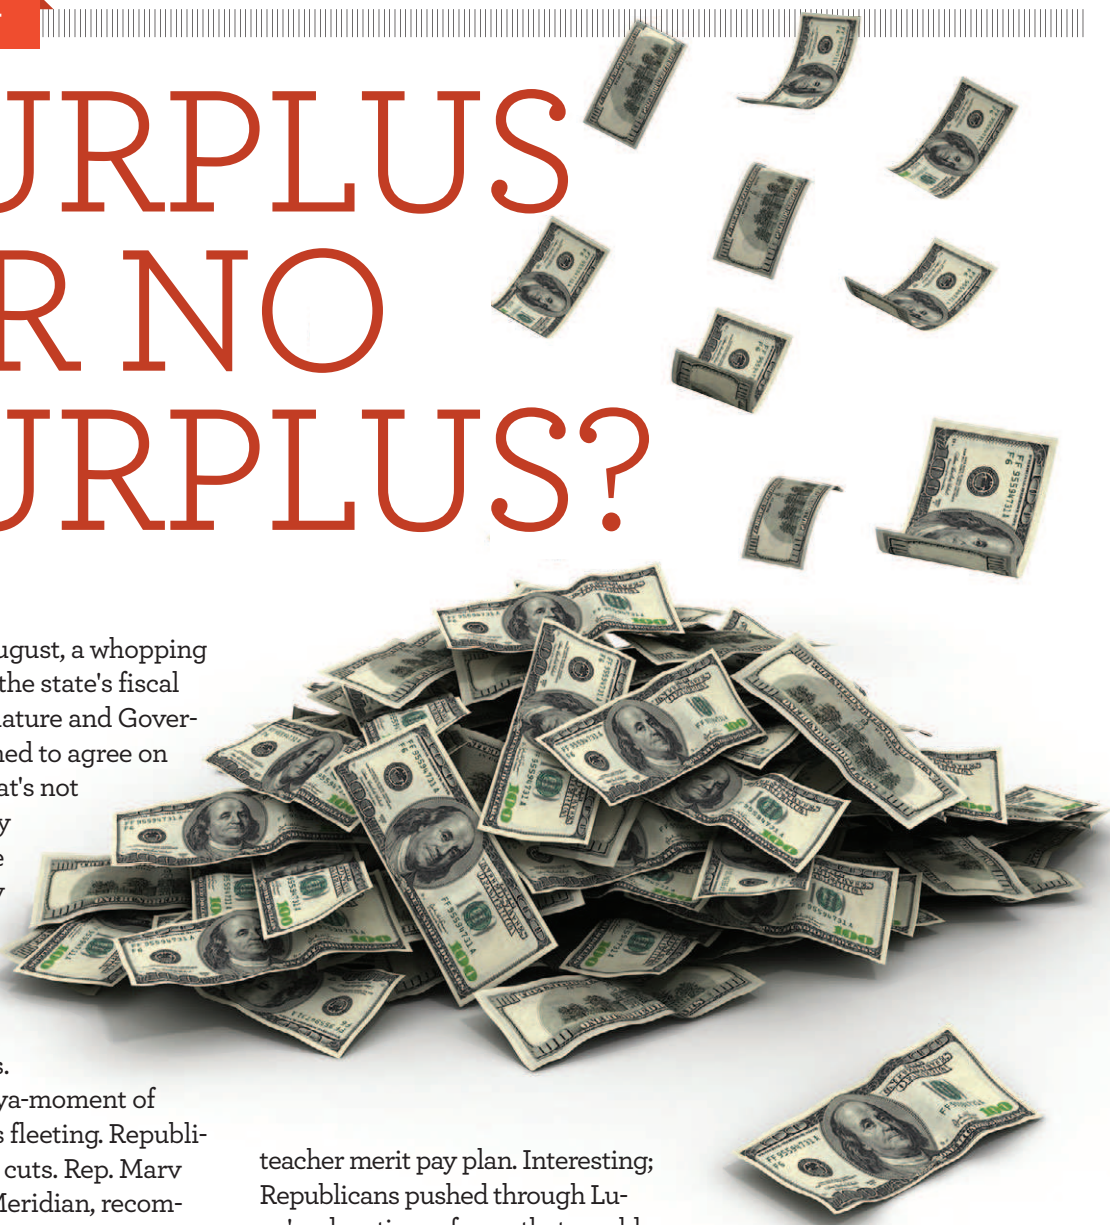 URPLUS
R NO
URPLUS?
ugust, a whopping
the state's fiscal
ature and Gover-
ned to agree on
at's not
y
e
y
s.
ya-moment of
s fleeting. Republi-
cuts. Rep. Marv
Meridian, recom-
teacher merit pay plan. Interesting;
Republicans pushed through Lu-